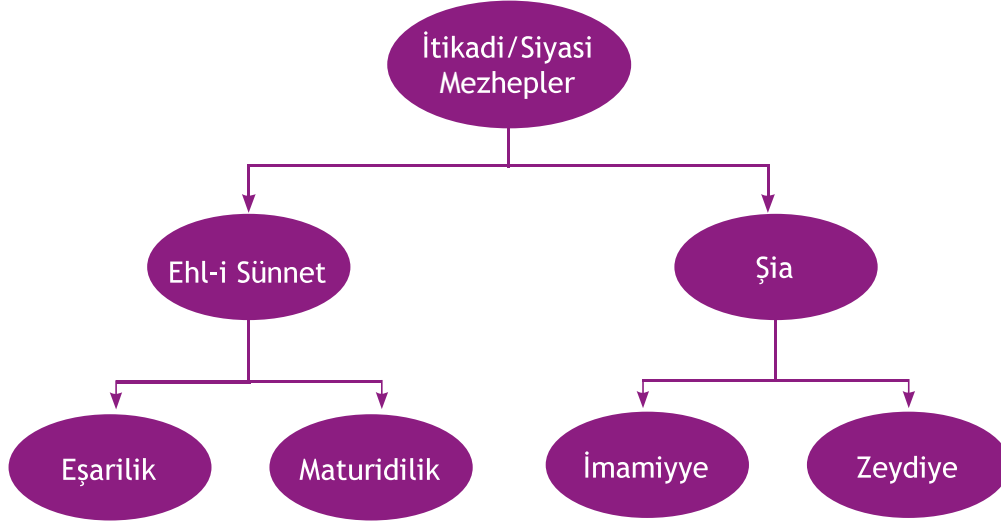 İtikadi/Siyasi
Mezhepler
Ehl-i Sünnet
Şia
Eşarilik
Maturidilik
İmamiyye
Zeydiye